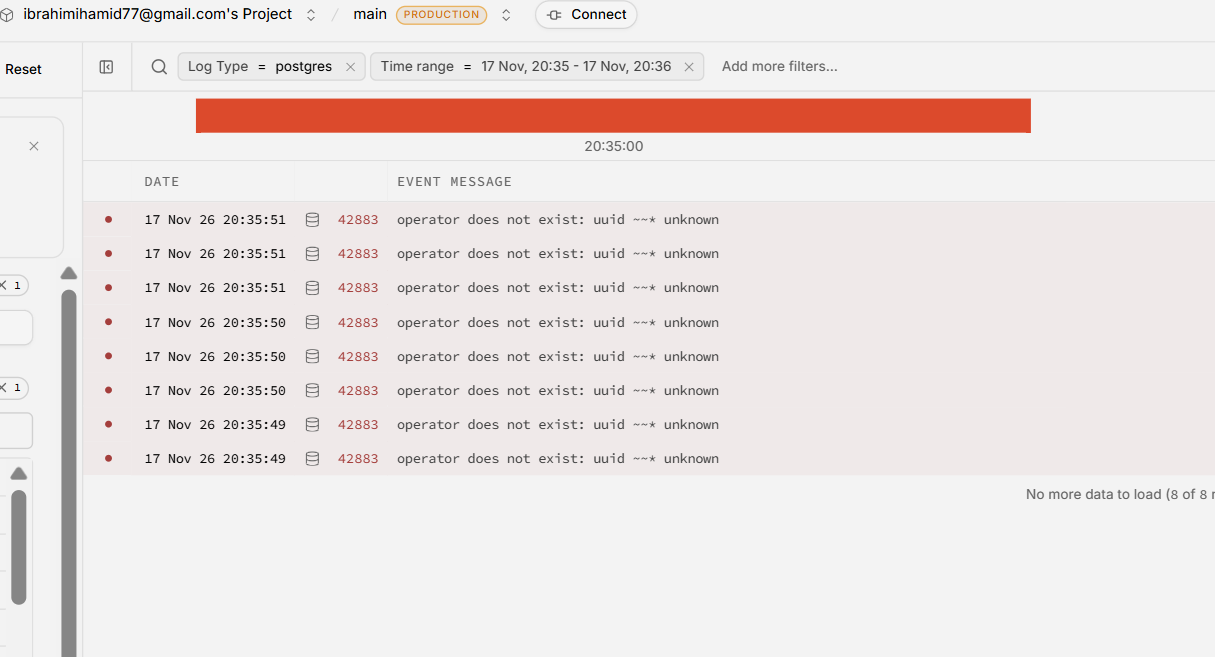 ibrahimihamid77@gmail.com's Project / main PRODUCTION Connect
Reset
Log Type = postgres × Time range = 17 Nov, 20:35 - 17 Nov, 20:36 × Add more filters...
20:35:00
DATE EVENT MESSAGE
17 Nov 26 20:35:51 42883 operator does not exist: uuid ~~* unknown
17 Nov 26 20:35:51 42883 operator does not exist: uuid ~~* unknown
× 1
17 Nov 26 20:35:51 42883 operator does not exist: uuid ~~* unknown
17 Nov 26 20:35:50 42883 operator does not exist: uuid ~~* unknown
17 Nov 26 20:35:50 42883 operator does not exist: uuid ~~* unknown
× 1
17 Nov 26 20:35:50 42883 operator does not exist: uuid ~~* unknown
17 Nov 26 20:35:49 42883 operator does not exist: uuid ~~* unknown
17 Nov 26 20:35:49 42883 operator does not exist: uuid ~~* unknown
No more data to load (8 of 8 r